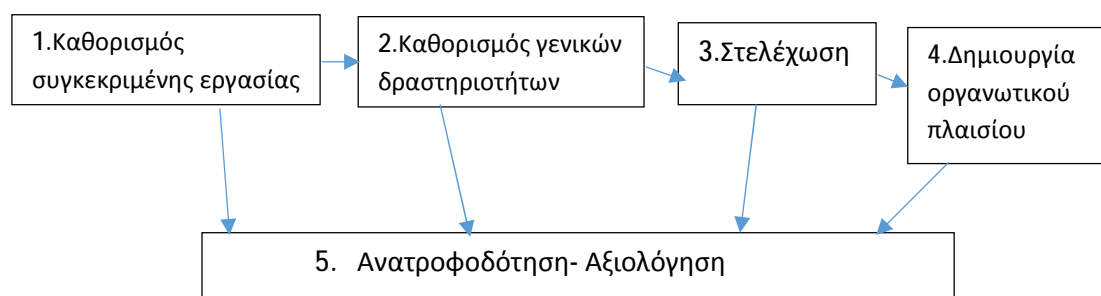 1.Καθορισμός
συγκεκριμένης εργασίας
2.Καθορισμός γενικών
δραστηριοτήτων
3.Στελέχωση
4.Δημιουργία
οργανωτικού
πλαισίου
5. Ανατροφοδότηση- Αξιολόγηση